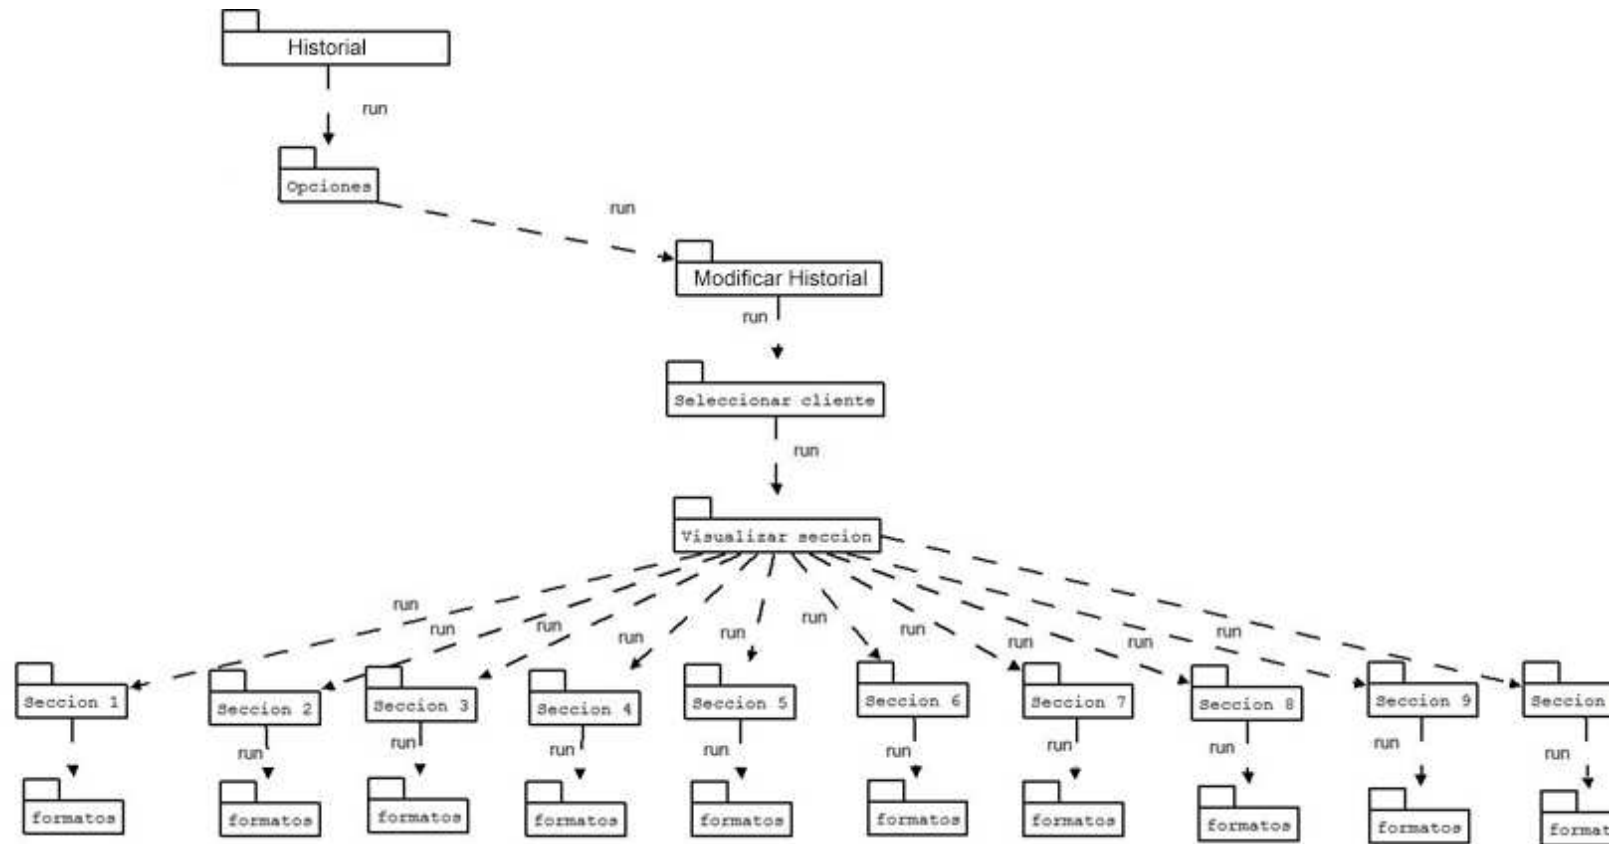 Historial
run
Opciones
run
Modificar Historial
run
Seleccionar cliente
run
Visualizar seccion
run
run
run
run
run
run
run
run
run
run
Seccion 1
Seccion 2
Seccion 3
Seccion 4
Seccion 5
Seccion 6
Seccion 7
Seccion 8
Seccion 9
Seccion
run
run
run
run
run
run
run
run
run
formatos
formatos
formatos
formatos
formatos
formatos
formatos
formatos
formatos
format